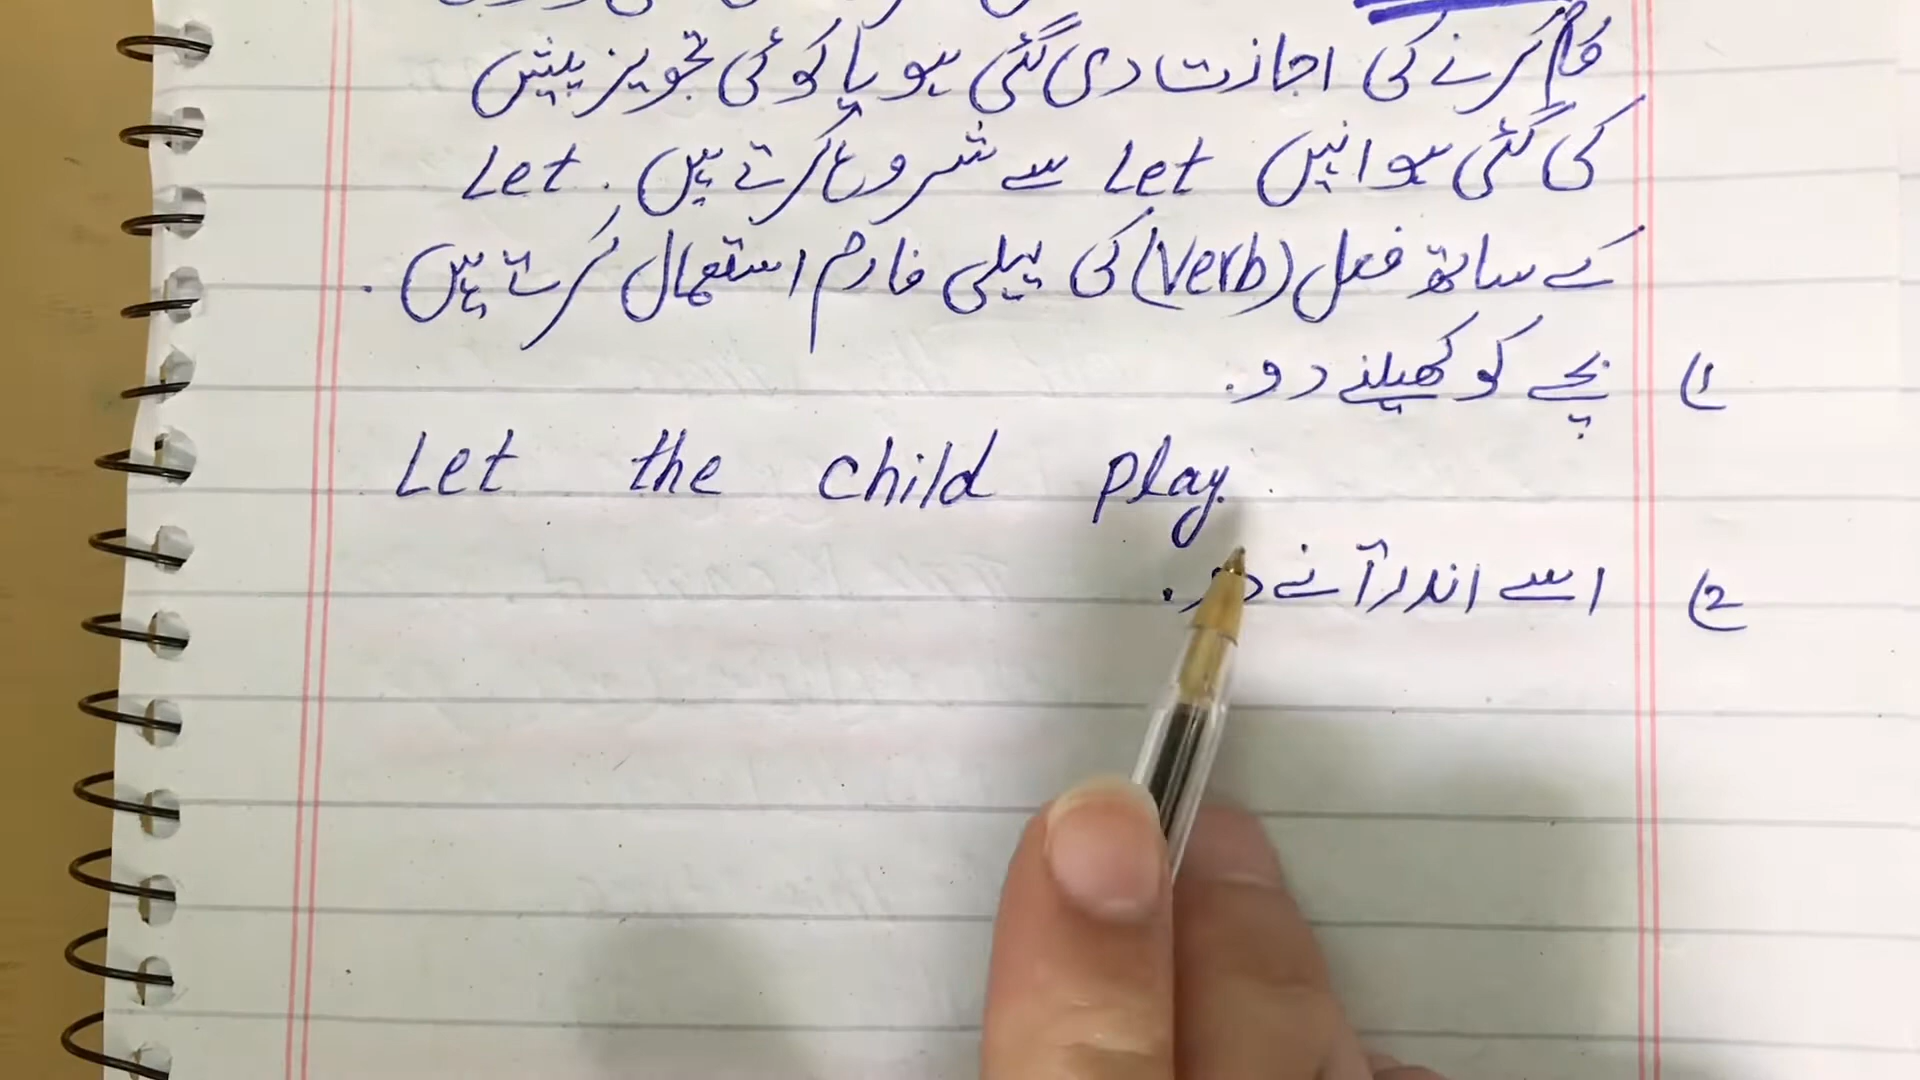 کام کرنے کی اجازت دی گئی ہو یا کوئی تجویز پیش
کی گئی ہو انہیں Let سے شروع کرتے ہیں. Let
کے ساتھ فعل (Verb) کی پہلی فارم استعمال کرتے ہیں.
1) بچے کو کھیلنے دو.
Let the child play.
2) اسے اندر آنے دو.